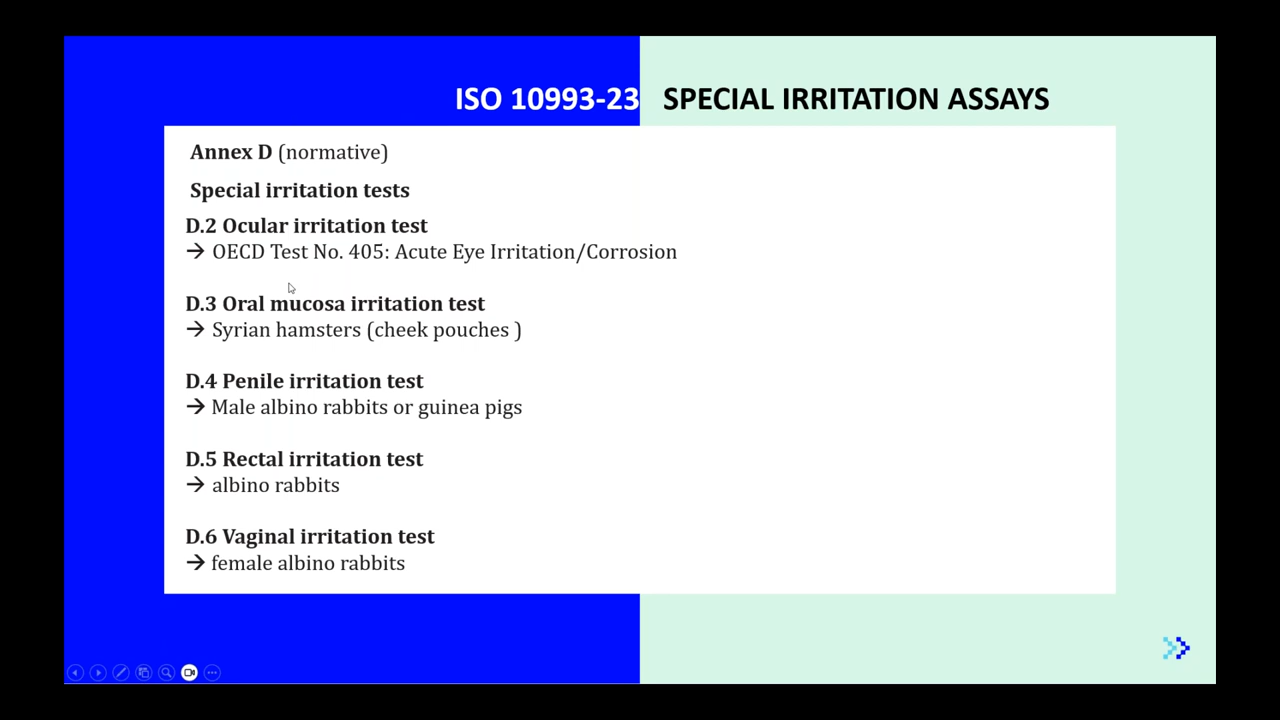 ISO 10993-23 SPECIAL IRRITATION ASSAYS
Annex D (normative)
Special irritation tests
D.2 Ocular irritation test
→ OECD Test No. 405: Acute Eye Irritation/Corrosion
D.3 Oral mucosa irritation test
→ Syrian hamsters (cheek pouches )
D.4 Penile irritation test
→ Male albino rabbits or guinea pigs
D.5 Rectal irritation test
→ albino rabbits
D.6 Vaginal irritation test
→ female albino rabbits